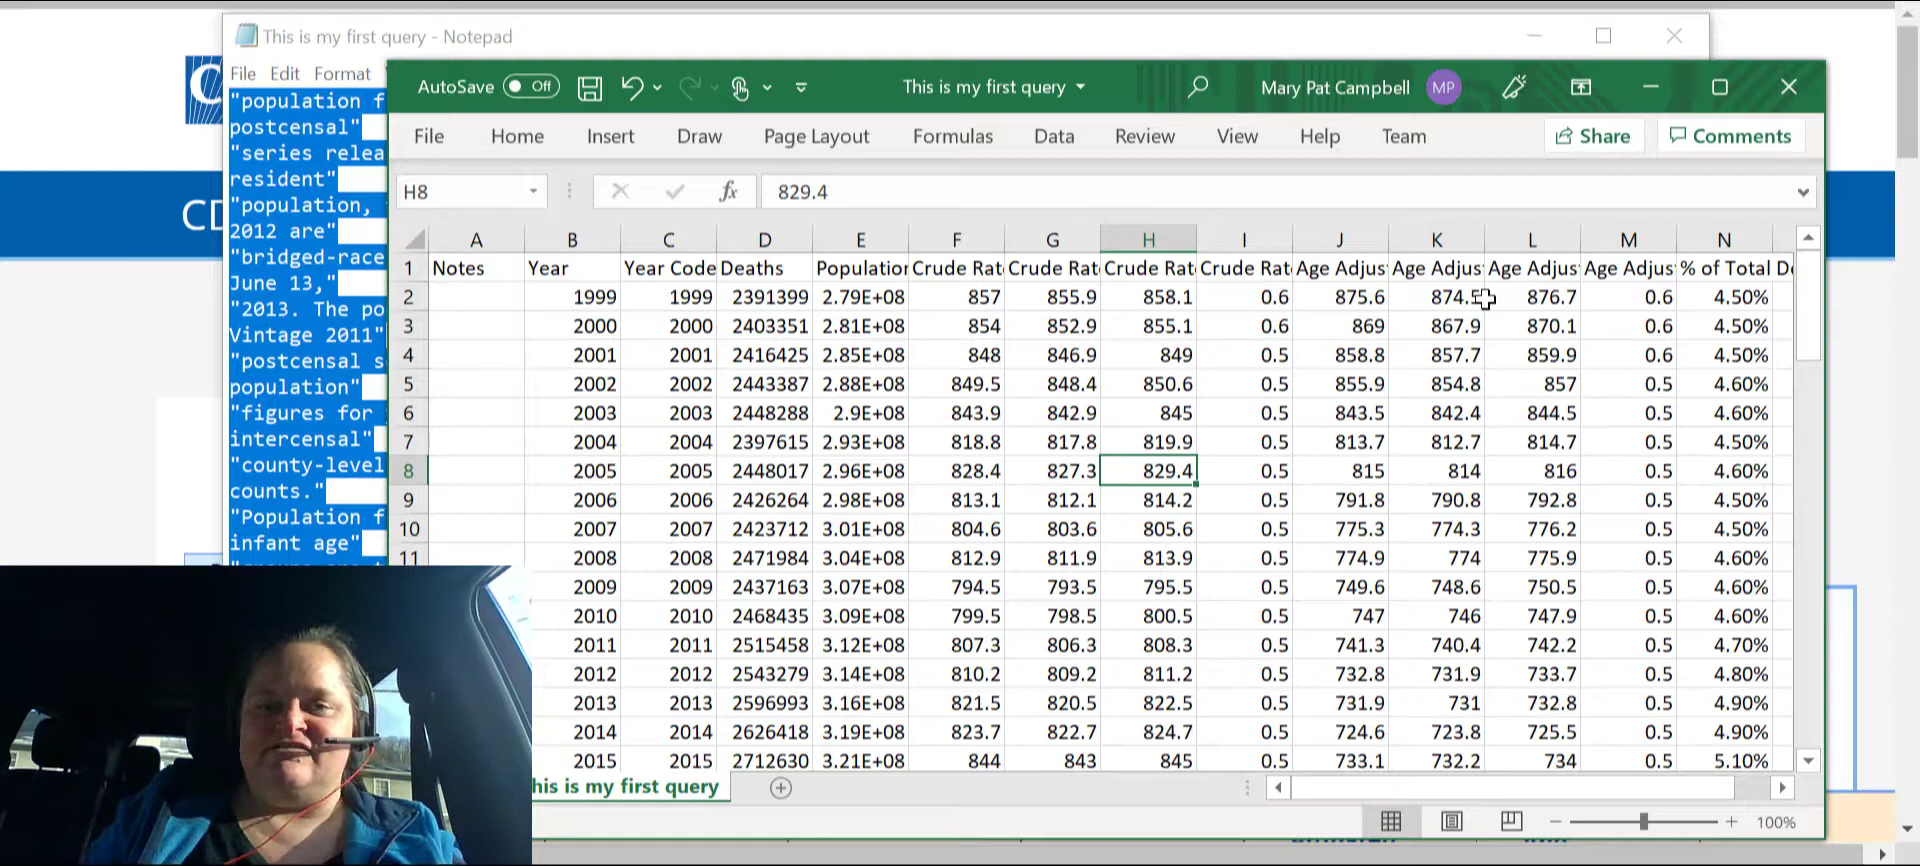 This is my first query - Notepad
File Edit Format
AutoSave Off This is my first query Mary Pat Campbell MP
File Home Insert Draw Page Layout Formulas Data Review View Help Team Share Comments
H8 fx 829.4
"population f
postcensal"
"series relea
resident"
"population,
2012 are"
"bridged-race
June 13,"
"2013. The po
Vintage 2011"
"postcensal s
population"
"figures for
intercensal"
"county-level
counts."
"Population f
infant age"
C
CD
A B C D E F G H I J K L M N
1 Notes Year Year Code Deaths Population Crude Rat Crude Rat Crude Rat Crude Rat Age Adjus Age Adjus Age Adjus Age Adjus % of Total De
2 1999 1999 2391399 2.79E+08 857 855.9 858.1 0.6 875.6 874.5 876.7 0.6 4.50%
3 2000 2000 2403351 2.81E+08 854 852.9 855.1 0.6 869 867.9 870.1 0.6 4.50%
4 2001 2001 2416425 2.85E+08 848 846.9 849 0.5 858.8 857.7 859.9 0.6 4.50%
5 2002 2002 2443387 2.88E+08 849.5 848.4 850.6 0.5 855.9 854.8 857 0.5 4.60%
6 2003 2003 2448288 2.9E+08 843.9 842.9 845 0.5 843.5 842.4 844.5 0.5 4.60%
7 2004 2004 2397615 2.93E+08 818.8 817.8 819.9 0.5 813.7 812.7 814.7 0.5 4.50%
8 2005 2005 2448017 2.96E+08 828.4 827.3 829.4 0.5 815 814 816 0.5 4.60%
9 2006 2006 2426264 2.98E+08 813.1 812.1 814.2 0.5 791.8 790.8 792.8 0.5 4.50%
10 2007 2007 2423712 3.01E+08 804.6 803.6 805.6 0.5 775.3 774.3 776.2 0.5 4.50%
11 2008 2008 2471984 3.04E+08 812.9 811.9 813.9 0.5 774.9 774 775.9 0.5 4.60%
2009 2009 2437163 3.07E+08 794.5 793.5 795.5 0.5 749.6 748.6 750.5 0.5 4.60%
2010 2010 2468435 3.09E+08 799.5 798.5 800.5 0.5 747 746 747.9 0.5 4.60%
2011 2011 2515458 3.12E+08 807.3 806.3 808.3 0.5 741.3 740.4 742.2 0.5 4.70%
2012 2012 2543279 3.14E+08 810.2 809.2 811.2 0.5 732.8 731.9 733.7 0.5 4.80%
2013 2013 2596993 3.16E+08 821.5 820.5 822.5 0.5 731.9 731 732.8 0.5 4.90%
2014 2014 2626418 3.19E+08 823.7 822.7 824.7 0.5 724.6 723.8 725.5 0.5 4.90%
2015 2015 2712630 3.21E+08 844 843 845 0.5 733.1 732.2 734 0.5 5.10%
his is my first query
100%